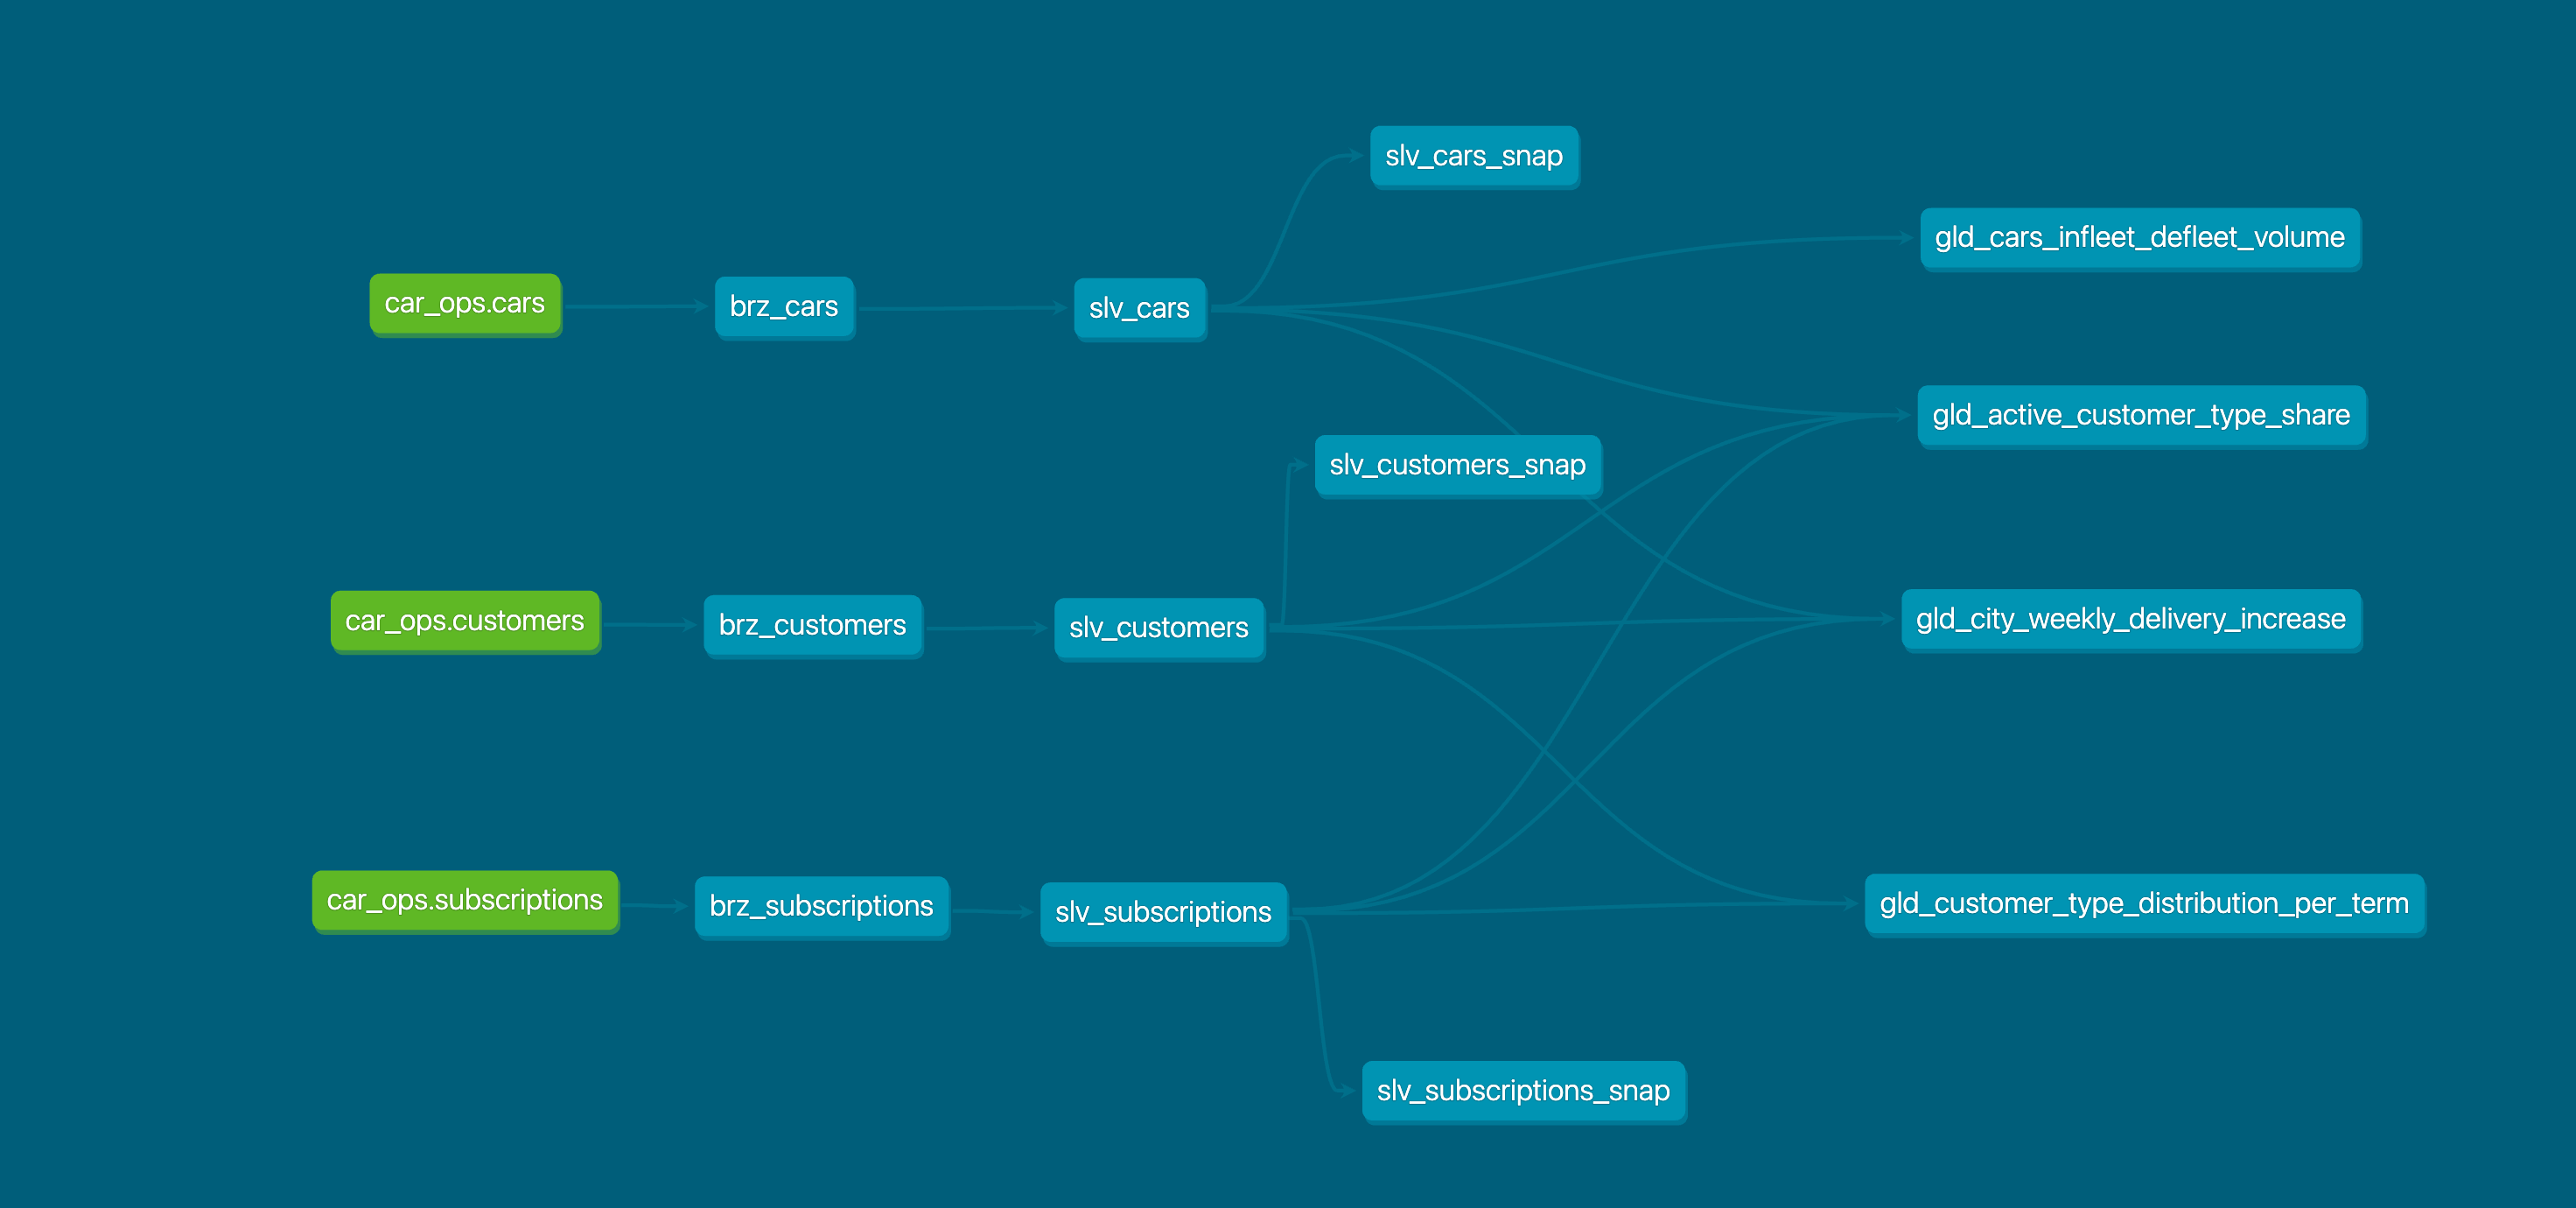 slv_cars_snap
gld_cars_infleet_defleet_volume
car_ops.cars
brz_cars
slv_cars
gld_active_customer_type_share
slv_customers_snap
car_ops.customers
brz_customers
slv_customers
gld_city_weekly_delivery_increase
car_ops.subscriptions
brz_subscriptions
slv_subscriptions
gld_customer_type_distribution_per_term
slv_subscriptions_snap